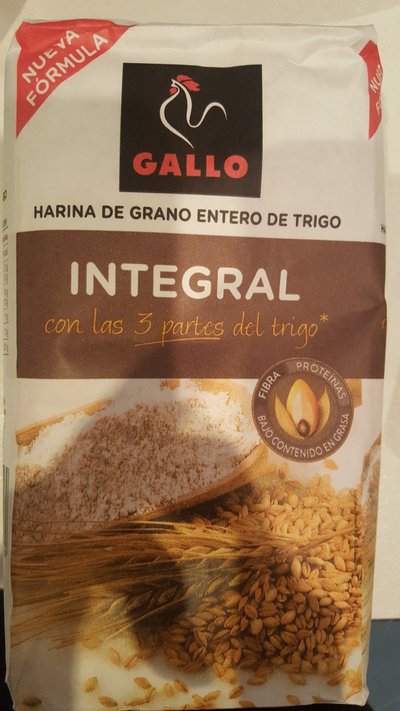 NUEVA
FÓRMULA
GALLO
HARINA DE GRANO ENTERO DE TRIGO
INTEGRAL
con las 3 partes del trigo*
FIBRA PROTEÍNAS
BAJO CONTENIDO EN GRASA